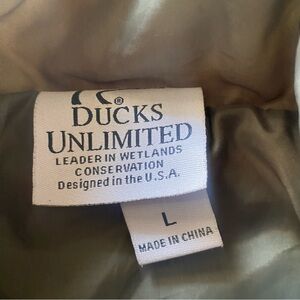 ®
DUCKS
UNLIMITED
LEADER IN WETLANDS
CONSERVATION
Designed in the U.S.A.
L
MADE IN CHINA